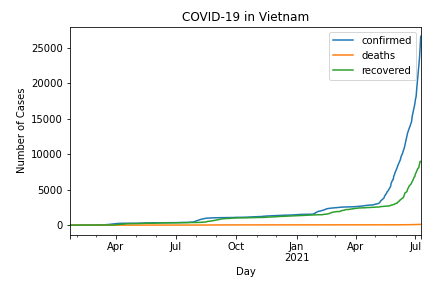 COVID-19 in Vietnam
confirmed
deaths
recovered
Number of Cases
25000
20000
15000
10000
5000
0
Apr Jul Oct Jan Apr Jul
2021
Day